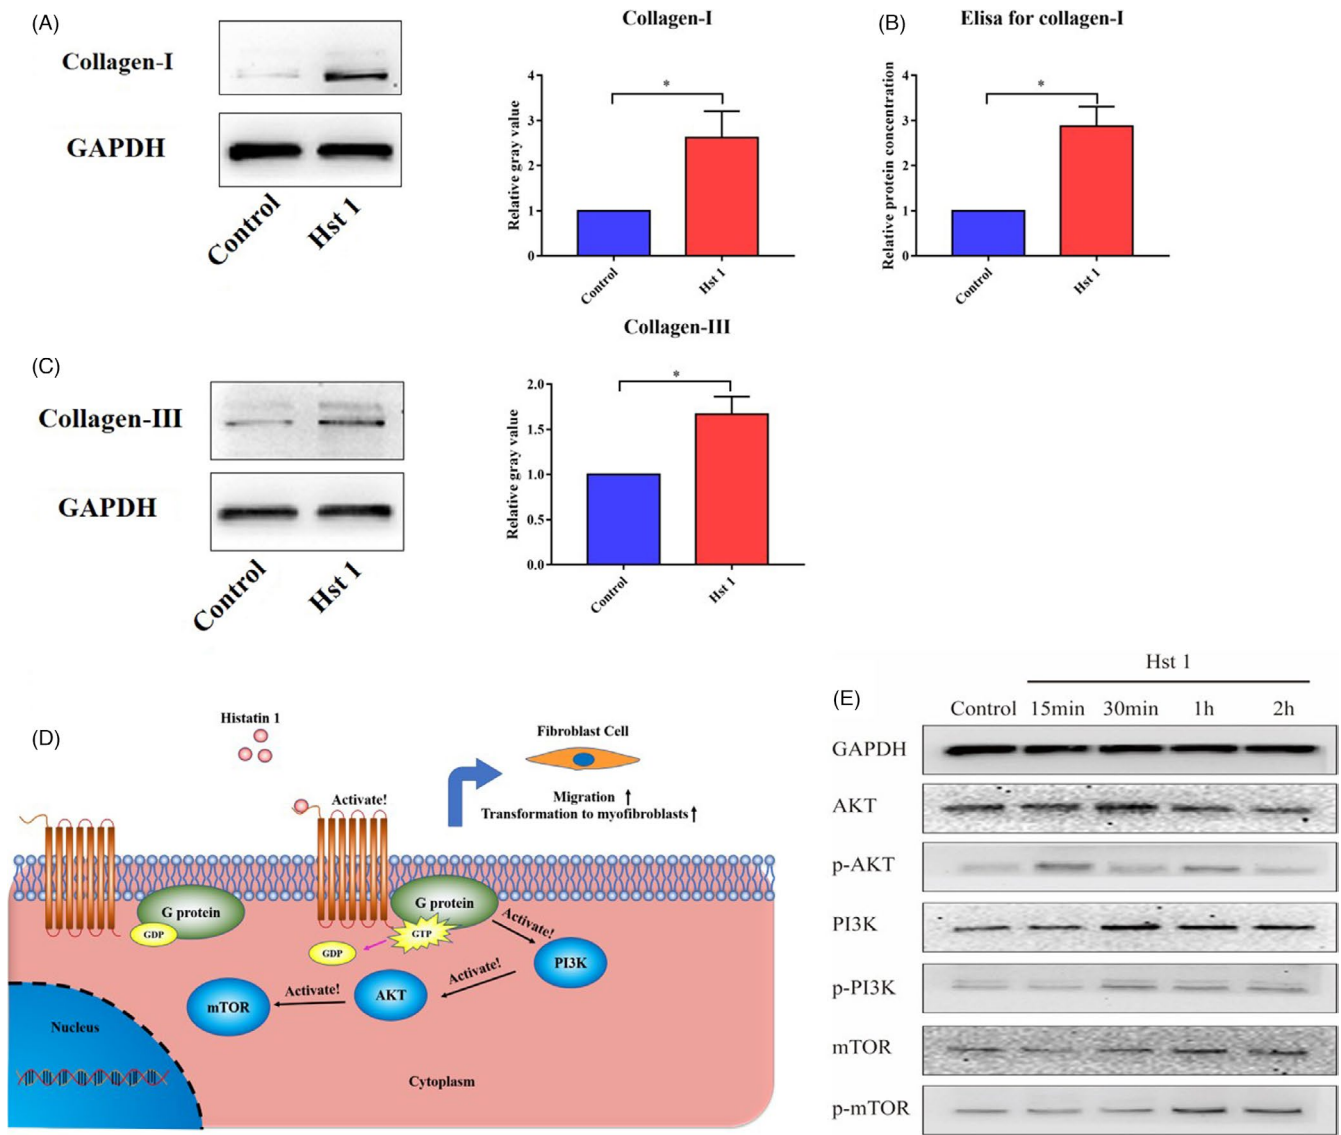 (A)
Collagen-I
GAPDH
Control
Hst 1
Collagen-I
Relative gray value
4
3
2
1
0
*
Control
Hst 1
(B)
Elisa for collagen-I
Relative protein concentration
4
3
2
1
0
*
Control
Hst 1
(C)
Collagen-III
GAPDH
Control
Hst 1
Collagen-III
Relative gray value
2.0
1.5
1.0
0.5
0.0
*
Control
Hst 1
(D)
Histatin 1
Activate!
Fibroblast Cell
Migration ↑
Transformation to myofibroblasts ↑
G protein
GDP
G protein
GTP
GDP
Activate!
PI3K
Activate!
AKT
Activate!
mTOR
Nucleus
Cytoplasm
(E)
Hst 1
Control 15min 30min 1h 2h
GAPDH
AKT
p-AKT
PI3K
p-PI3K
mTOR
p-mTOR